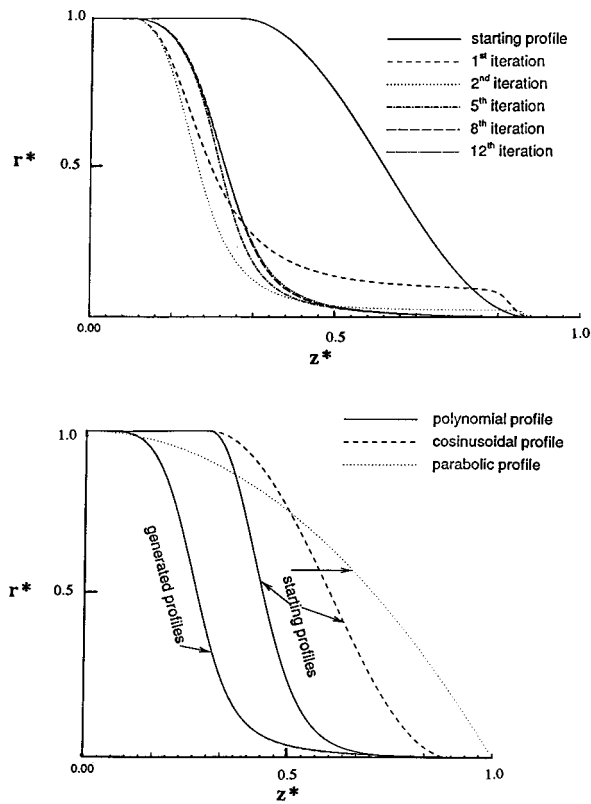 1.0
starting profile
1st iteration
2nd iteration
5th iteration
8th iteration
12th iteration
r*
0.5
0.00
0.5
1.0
z*
polynomial profile
cosinusoidal profile
parabolic profile
1.0
generated profiles
starting profiles
r*
0.5
0.00
0.5
1.0
z*